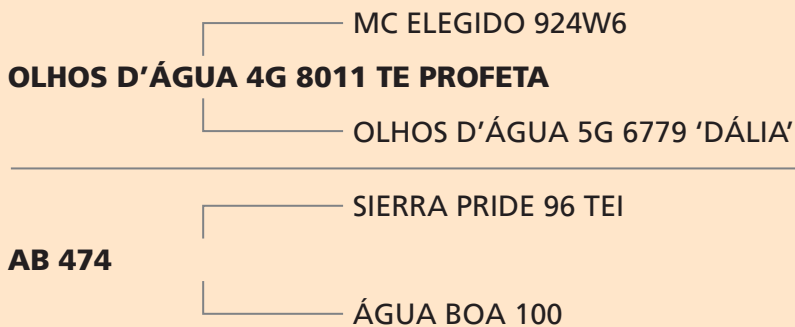 MC ELEGIDO 924W6
OLHOS D’ÁGUA 4G 8011 TE PROFETA
OLHOS D’ÁGUA 5G 6779 ‘DÁLIA’
SIERRA PRIDE 96 TEI
AB 474
ÁGUA BOA 100